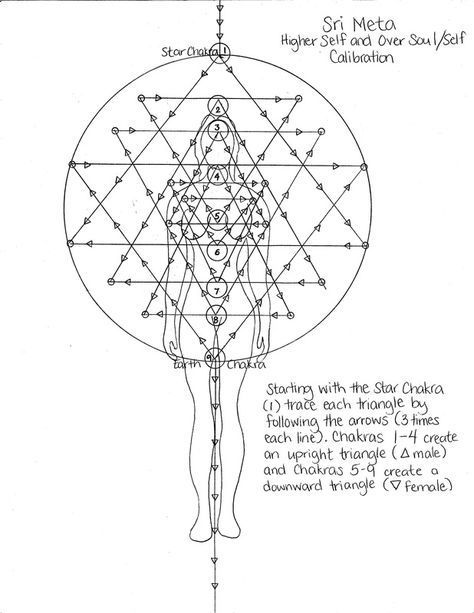 Sri Meta
Higher Self and Over Soul/Self
Calibration
Star Chakra 1
2
3
4
5
6
7
8
Earth 9 Chakra
Starting with the Star Chakra
(1) trace each triangle by
following the arrows (3 times
each line). Chakras 1-4 create
an upright triangle (△ male)
and Chakras 5-9 create a
downward triangle (▽ female)